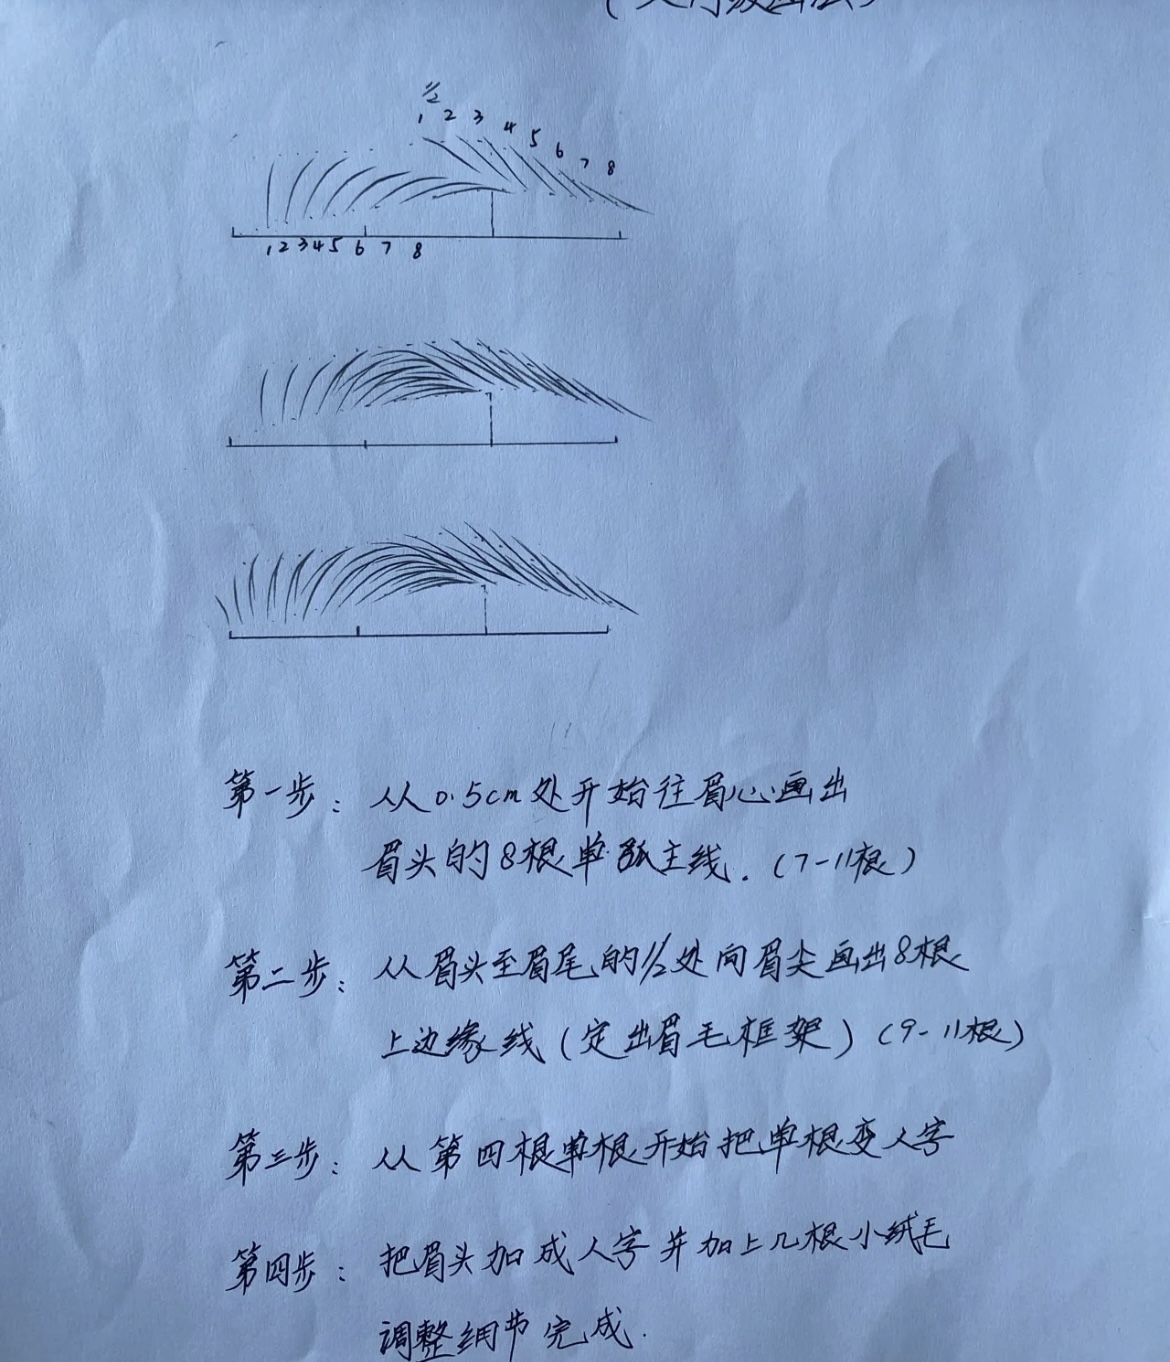 ½
1 2 3 4 5 6 7 8
1 2 3 4 5 6 7 8
第一步：从0.5cm处开始往眉心画出
眉头的8根单弧主线.(7-11根)
第二步：从眉头至眉尾的½处向眉尖画出8根
上边缘线(定出眉毛框架)(9-11根)
第三步：从第四根单根开始把单根变人字
第四步：把眉头加成人字并加上几根小绒毛
调整细节完成.